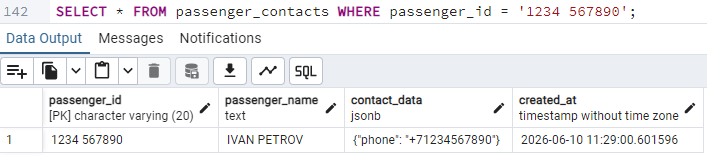 142 SELECT * FROM passenger_contacts WHERE passenger_id = '1234 567890';
Data Output Messages Notifications
SQL
passenger_id passenger_name contact_data created_at
[PK] character varying (20) text jsonb timestamp without time zone
1 1234 567890 IVAN PETROV {"phone": "+71234567890"} 2026-06-10 11:29:00.601596